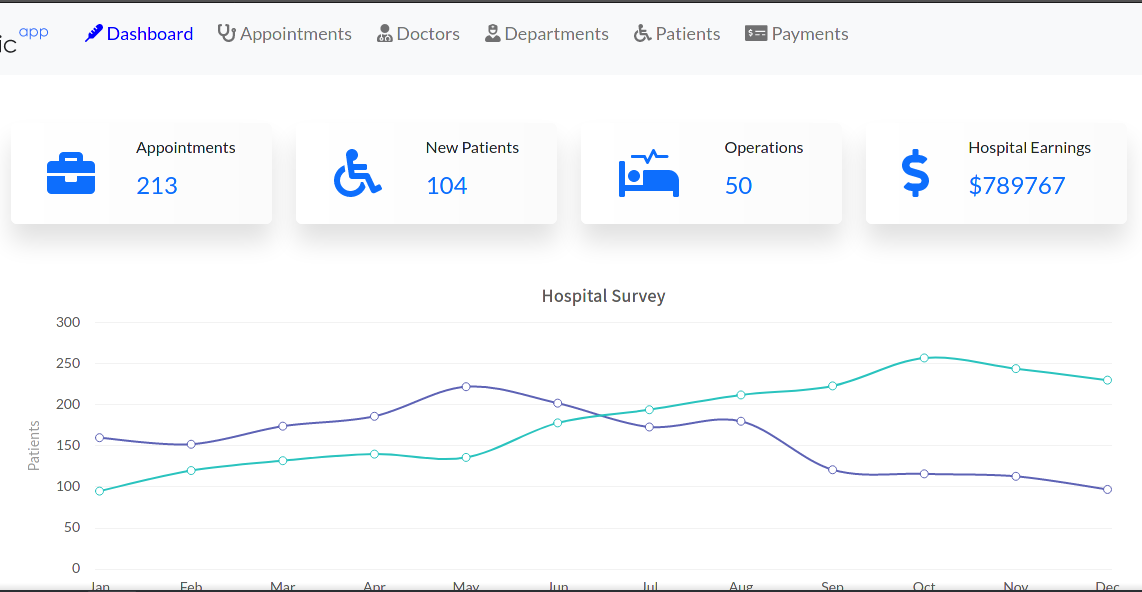 ic app
Dashboard Appointments Doctors Departments Patients Payments
Appointments
213
New Patients
104
Operations
50
Hospital Earnings
$789767
Hospital Survey
300
250
200
150
100
50
0
Patients
Jan Feb Mar Apr May Jun Jul Aug Sep Oct Nov Dec